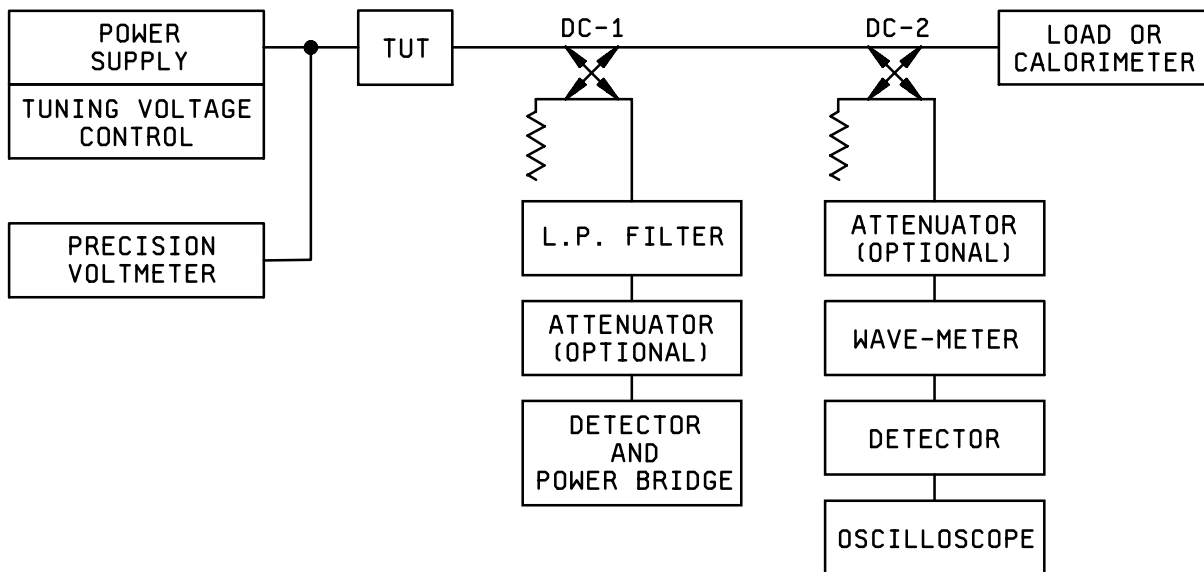 POWER
SUPPLY
TUNING VOLTAGE
CONTROL
PRECISION
VOLTMETER
TUT
DC-1
DC-2
LOAD OR
CALORIMETER
L.P. FILTER
ATTENUATOR
(OPTIONAL)
DETECTOR
AND
POWER BRIDGE
ATTENUATOR
(OPTIONAL)
WAVE-METER
DETECTOR
OSCILLOSCOPE